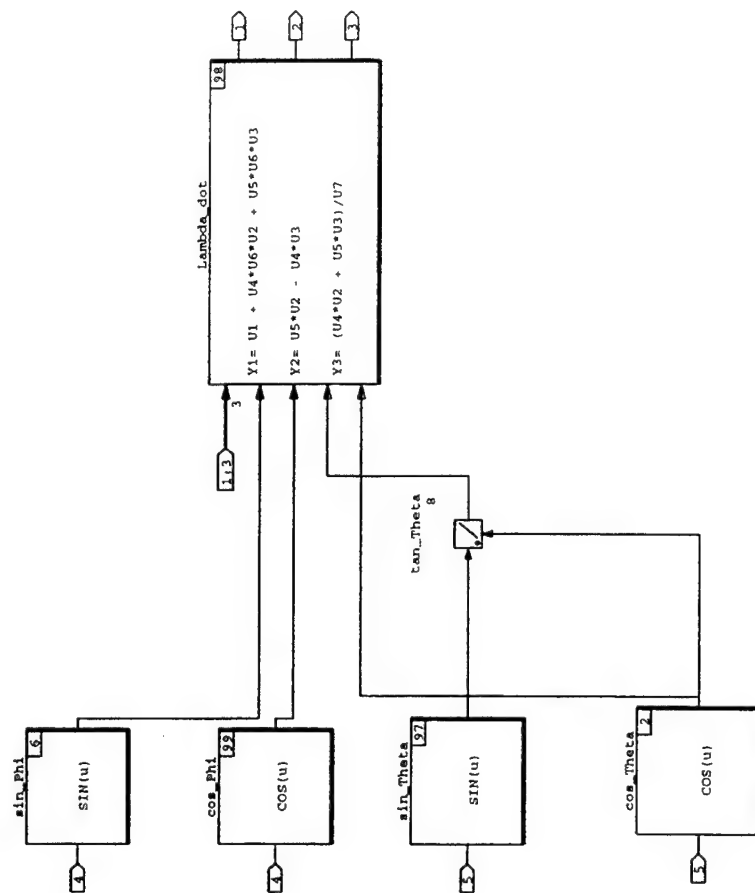 sin_Phi
6
SIN(u)
4
cos_Phi
99
COS(u)
4
sin_Theta
97
SIN(u)
5
cos_Theta
2
COS(u)
5
tan_Theta
8
1:3
3
Lambda_dot
98
Y1= U1 + U4*U6*U2 + U5*U6*U3
Y2= U5*U2 - U4*U3
Y3= (U4*U2 + U5*U3)/U7
1
2
3